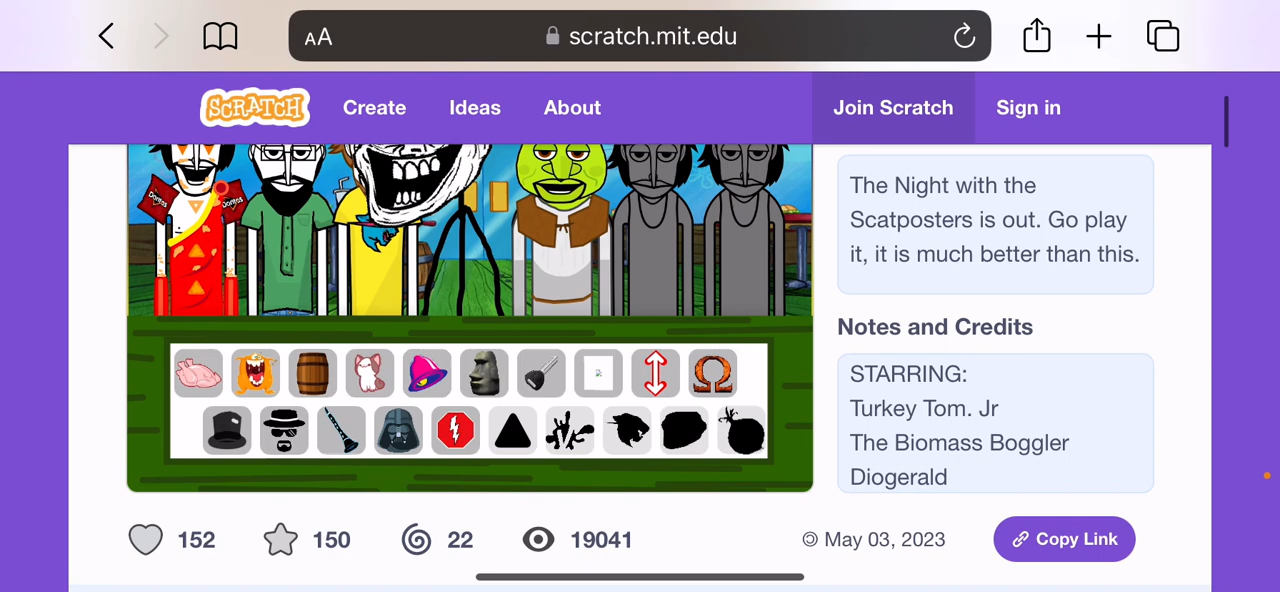 AA
scratch.mit.edu
SCRATCH
Create
Ideas
About
Join Scratch
Sign in
Doritos
Doritos
The Night with the
Scatposters is out. Go play
it, it is much better than this.
Notes and Credits
STARRING:
Turkey Tom. Jr
The Biomass Boggler
Diogerald
152
150
22
19041
© May 03, 2023
Copy Link